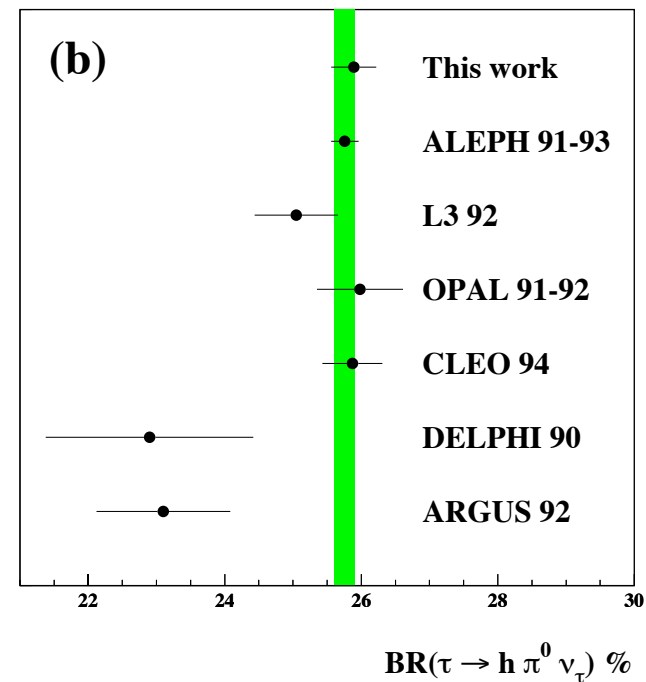 (b)
This work
ALEPH 91-93
L3 92
OPAL 91-92
CLEO 94
DELPHI 90
ARGUS 92
22 24 26 28 30
BR(τ → h π⁰ ν_τ) %